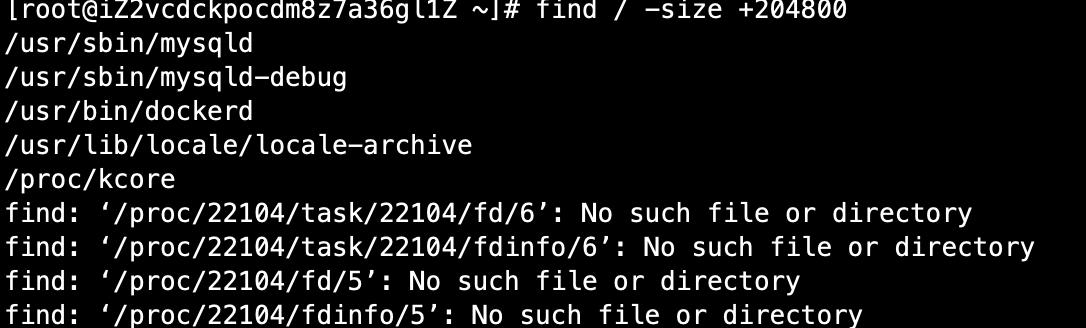 [root@iZ2vcdckpocdm8z7a36gl1Z ~]# find / -size +204800
/usr/sbin/mysqld
/usr/sbin/mysqld-debug
/usr/bin/dockerd
/usr/lib/locale/locale-archive
/proc/kcore
find: ‘/proc/22104/task/22104/fd/6’: No such file or directory
find: ‘/proc/22104/task/22104/fdinfo/6’: No such file or directory
find: ‘/proc/22104/fd/5’: No such file or directory
find: ‘/proc/22104/fdinfo/5’: No such file or directory